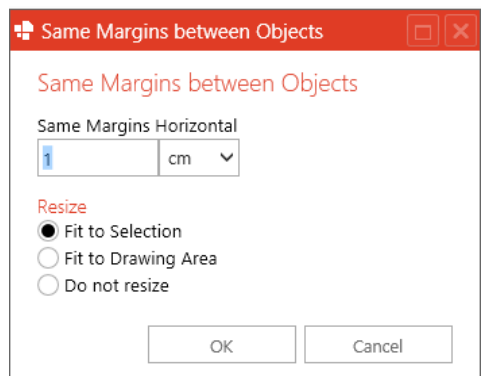 Same Margins between Objects
Same Margins between Objects
Same Margins Horizontal
1 cm
Resize
Fit to Selection
Fit to Drawing Area
Do not resize
OK Cancel